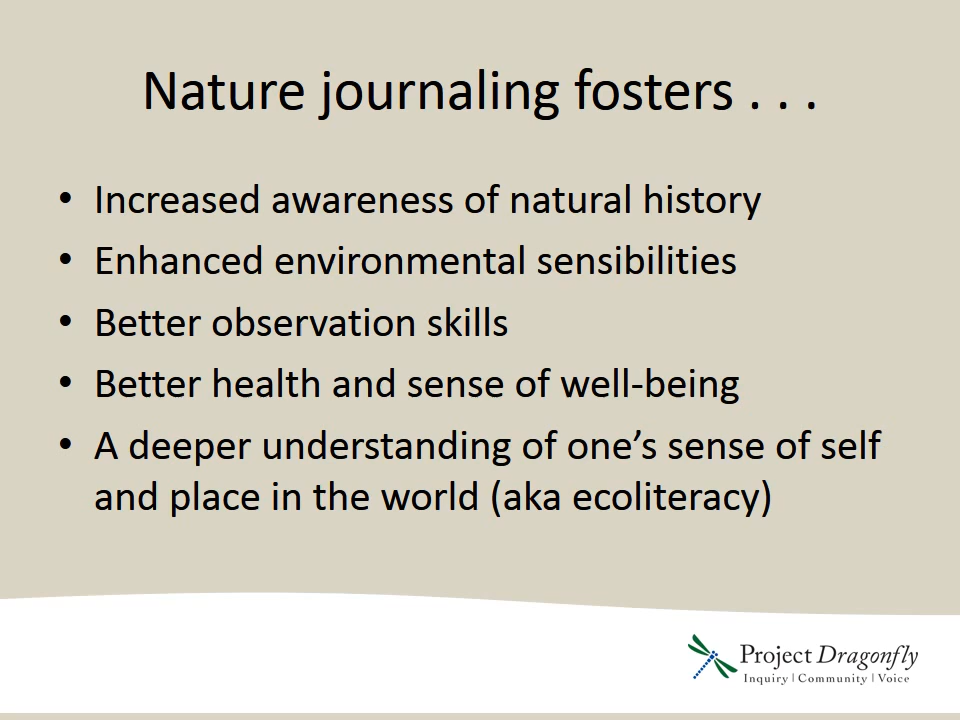 Nature journaling fosters . . .
• Increased awareness of natural history
• Enhanced environmental sensibilities
• Better observation skills
• Better health and sense of well-being
• A deeper understanding of one’s sense of self
and place in the world (aka ecoliteracy)
Project Dragonfly
Inquiry | Community | Voice